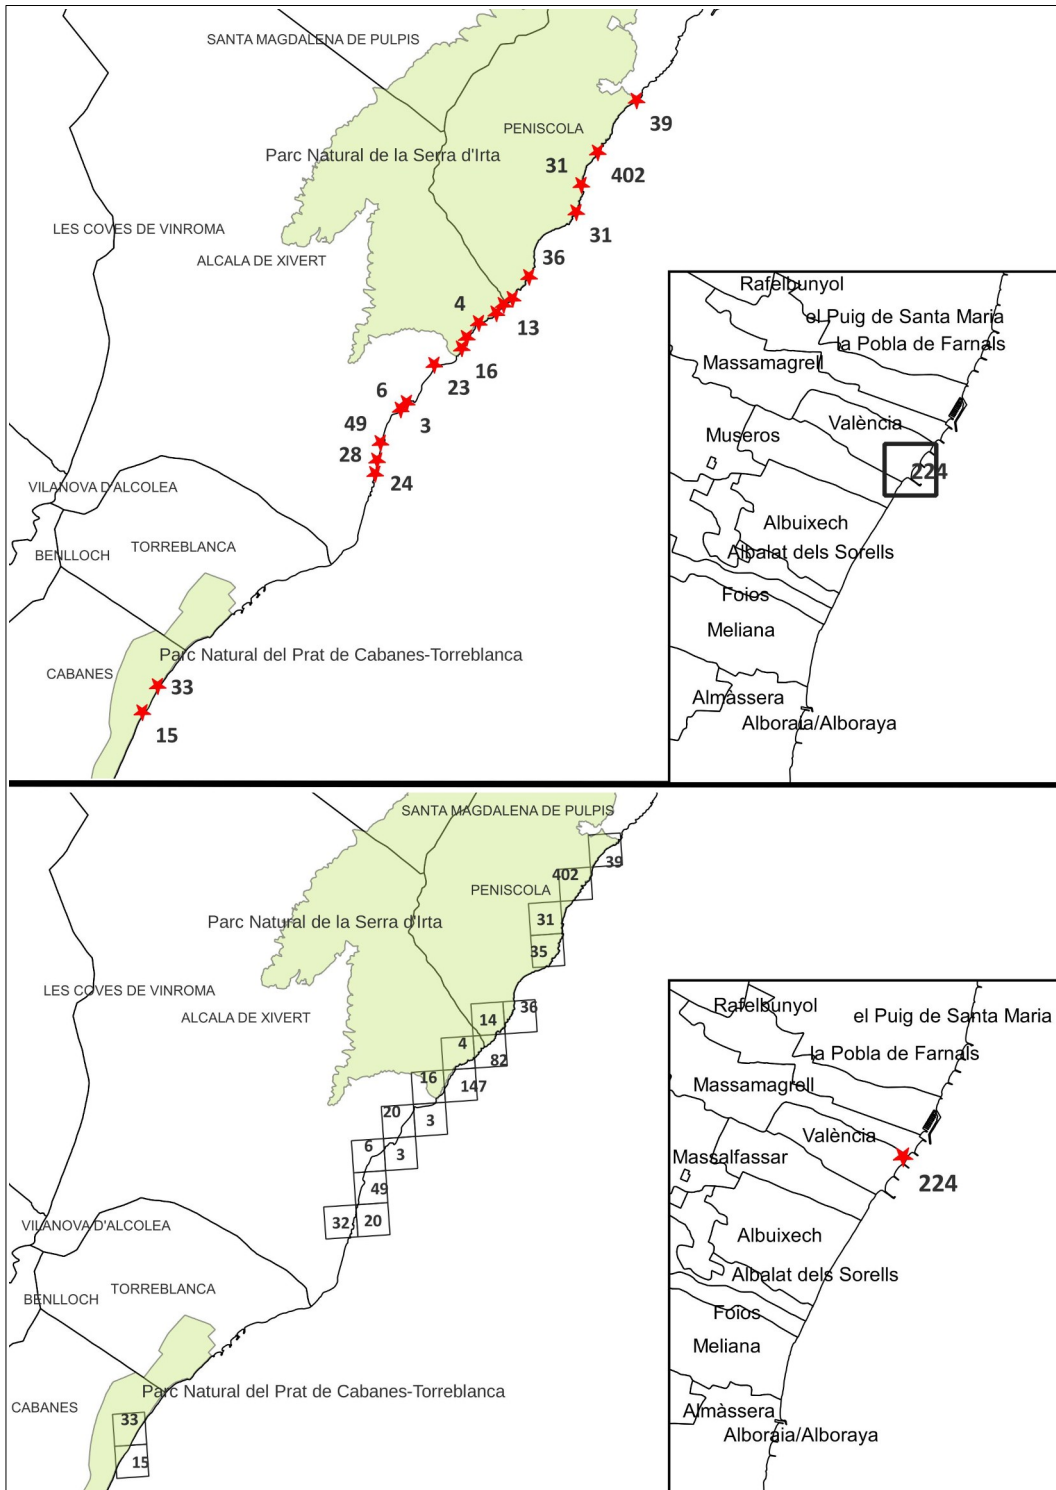 SANTA MAGDALENA DE PULPIS
39
PENISCOLA
Parc Natural de la Serra d'Irta
31
402
31
LES COVES DE VINROMA
ALCALA DE XIVERT
36
4
13
16
23
6
3
49
28
24
VILANOVA D'ALCOLEA
BENLLOCH
TORREBLANCA
Parc Natural del Prat de Cabanes-Torreblanca
CABANES
33
15
Rafelbunyol
el Puig de Santa Maria
la Pobla de Farnals
Massamagrell
València
Museros
224
Albuixech
Albalat dels Sorells
Foios
Meliana
Almàssera
Alboraia/Alboraya
SANTA MAGDALENA DE PULPIS
39
402
PENISCOLA
31
Parc Natural de la Serra d'Irta
35
LES COVES DE VINROMA
ALCALA DE XIVERT
36
14
4
82
16
147
20
3
6
3
49
32
20
VILANOVA D'ALCOLEA
TORREBLANCA
BENLLOCH
Parc Natural del Prat de Cabanes-Torreblanca
CABANES
33
15
Rafelbunyol
el Puig de Santa Maria
la Pobla de Farnals
Massamagrell
València
Massalfassar
224
Albuixech
Albalat dels Sorells
Foios
Meliana
Almàssera
Alboraia/Alboraya